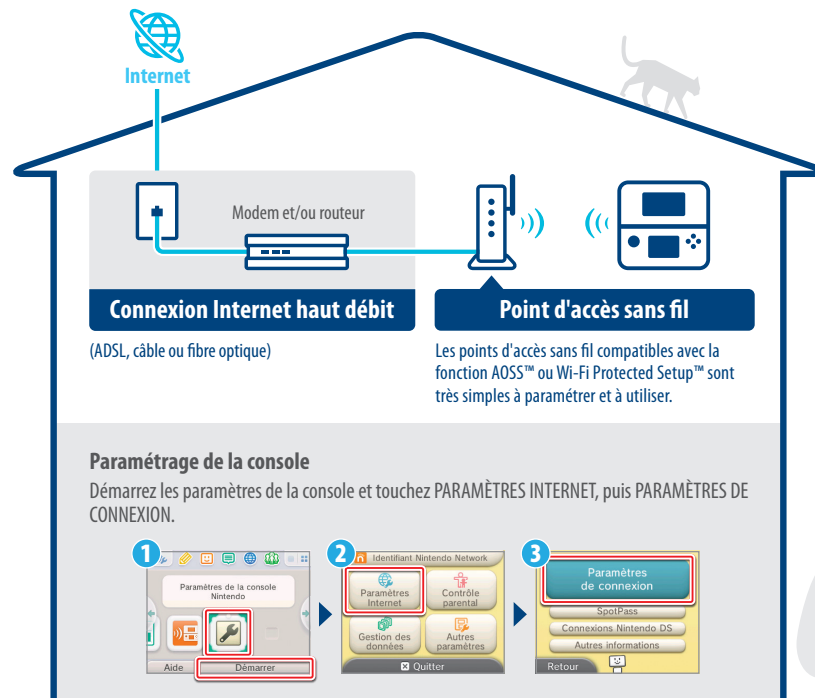 Internet
Modem et/ou routeur
Connexion Internet haut débit
(ADSL, câble ou fibre optique)
Point d'accès sans fil
Les points d'accès sans fil compatibles avec la
fonction AOSS™ ou Wi-Fi Protected Setup™ sont
très simples à paramétrer et à utiliser.
Paramétrage de la console
Démarrez les paramètres de la console et touchez PARAMÈTRES INTERNET, puis PARAMÈTRES DE
CONNEXION.
1
Paramètres de la console
Nintendo
Aide
Démarrer
2
Identifiant Nintendo Network
Paramètres
Internet
Contrôle
parental
Gestion des
données
Autres
paramètres
X Quitter
3
Paramètres
de connexion
SpotPass
Connexions Nintendo DS
Autres informations
Retour